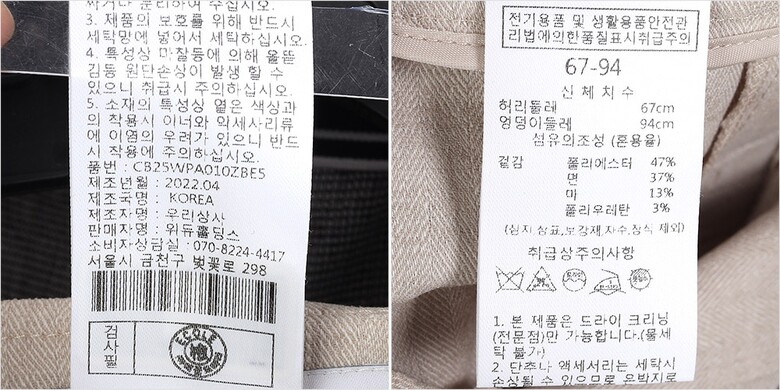 3. 제품의 보호를 위해 반드시
세탁망에 넣어서 세탁하십시오.
4. 특성상 마찰등에 의해 올뜯
김등 원단손상이 발생 할 수
있으니 취급시 주의하십시오.
5. 소재의 특성상 옅은 색상과
의 착용시 이너와 악세사리류
에 이염의 우려가 있으니 반드
시 착용에 주의하십시오.
품번 : CB25WPA010ZBE5
제조년월 : 2022.04
제조국명 : KOREA
제조자명 : 우리상사
판매자명 : 위듀홀딩스
소비자상담실 : 070-8224-4417
서울시 금천구 벚꽃로 298
검사필
전기용품 및 생활용품안전관
리법에의한품질표시취급주의
67-94
신체치수
허리둘레 67cm
엉덩이둘레 94cm
섬유의조성 (혼용율)
겉감 폴리에스터 47%
면 37%
마 13%
폴리우레탄 3%
(심지,상표,보강재,자수,장식 제외)
취급상주의사항
1. 본 제품은 드라이 크리닝
(전문점)만 가능합니다.(물세
탁 불가)
2. 단추나 액세서리는 세탁시
손상될 수 있으므로 은박지로